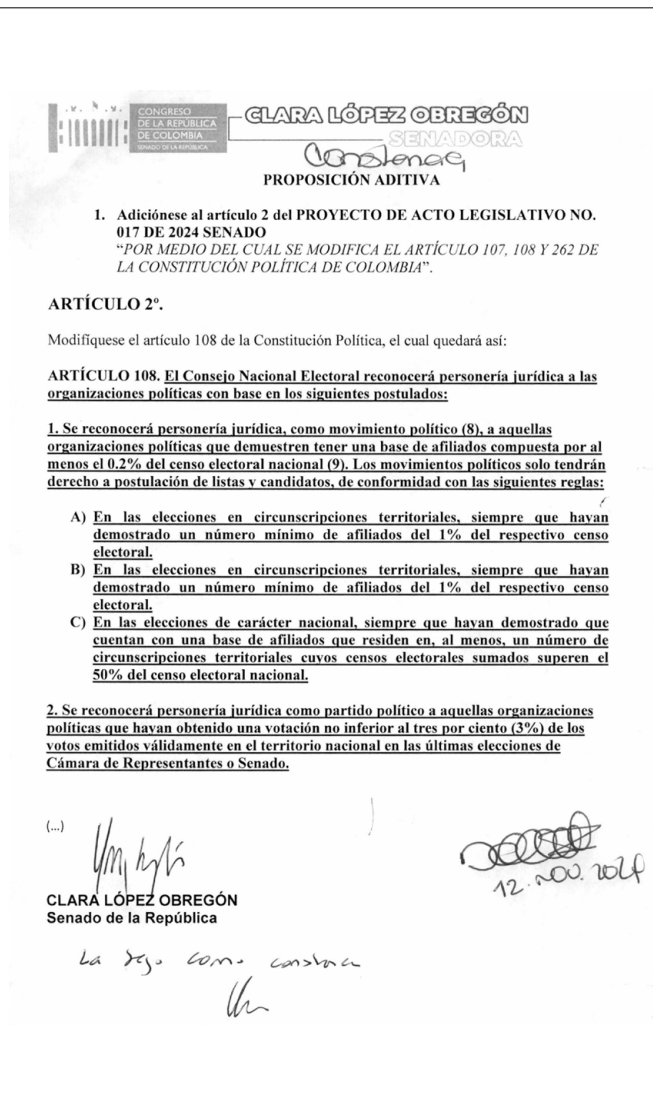 CONGRESO
DE LA REPÚBLICA
DE COLOMBIA
SENADO DE LA REPÚBLICA
CLARA LÓPEZ OBREGÓN
SENADORA
Constancia
PROPOSICIÓN ADITIVA
1. Adiciónese al artículo 2 del PROYECTO DE ACTO LEGISLATIVO NO.
017 DE 2024 SENADO
“POR MEDIO DEL CUAL SE MODIFICA EL ARTÍCULO 107, 108 Y 262 DE
LA CONSTITUCIÓN POLÍTICA DE COLOMBIA”.
ARTÍCULO 2º.
Modifíquese el artículo 108 de la Constitución Política, el cual quedará así:
ARTÍCULO 108. El Consejo Nacional Electoral reconocerá personería jurídica a las
organizaciones políticas con base en los siguientes postulados:
1. Se reconocerá personería jurídica, como movimiento político (8), a aquellas
organizaciones políticas que demuestren tener una base de afiliados compuesta por al
menos el 0.2% del censo electoral nacional (9). Los movimientos políticos solo tendrán
derecho a postulación de listas y candidatos, de conformidad con las siguientes reglas:
A) En las elecciones en circunscripciones territoriales, siempre que hayan
demostrado un número mínimo de afiliados del 1% del respectivo censo
electoral.
B) En las elecciones en circunscripciones territoriales, siempre que hayan
demostrado un número mínimo de afiliados del 1% del respectivo censo
electoral.
C) En las elecciones de carácter nacional, siempre que hayan demostrado que
cuentan con una base de afiliados que residen en, al menos, un número de
circunscripciones territoriales cuyos censos electorales sumados superen el
50% del censo electoral nacional.
2. Se reconocerá personería jurídica como partido político a aquellas organizaciones
políticas que hayan obtenido una votación no inferior al tres por ciento (3%) de los
votos emitidos válidamente en el territorio nacional en las últimas elecciones de
Cámara de Representantes o Senado.
(...)
12. NOV. 2024
CLARA LÓPEZ OBREGÓN
Senado de la República
La dejo como constancia